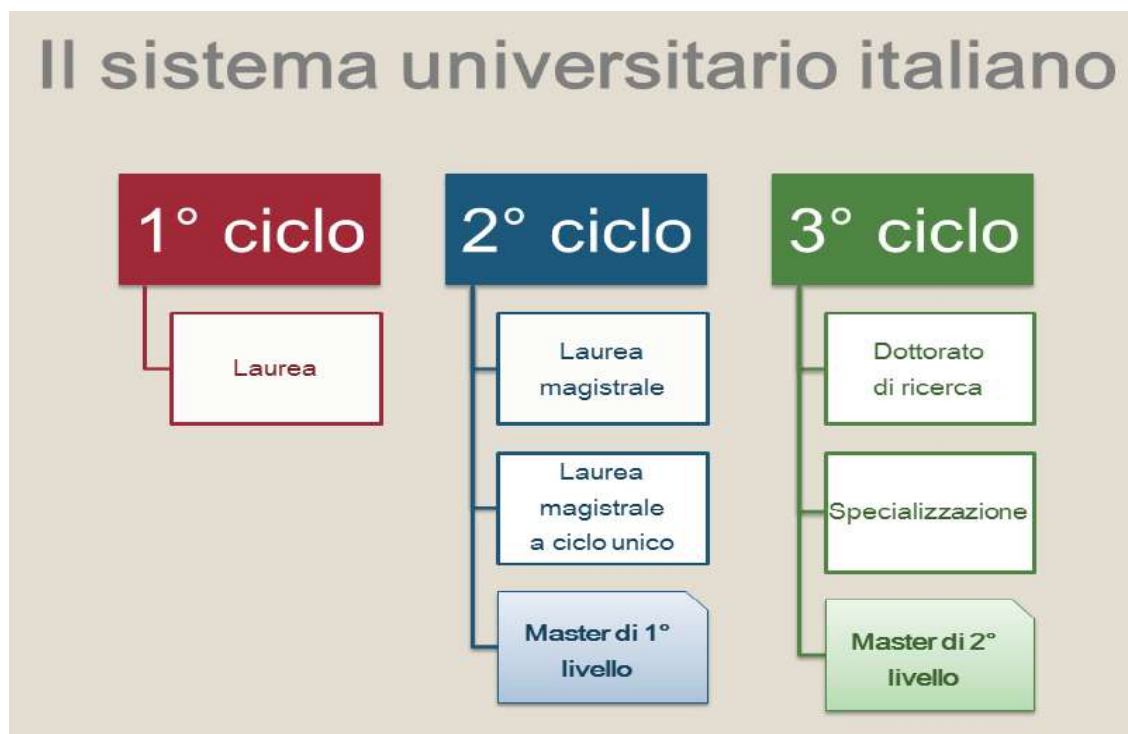 Il sistema universitario italiano
1° ciclo
Laurea
2° ciclo
Laurea
magistrale
Laurea
magistrale
a ciclo unico
Master di 1°
livello
3° ciclo
Dottorato
di ricerca
Specializzazione
Master di 2°
livello